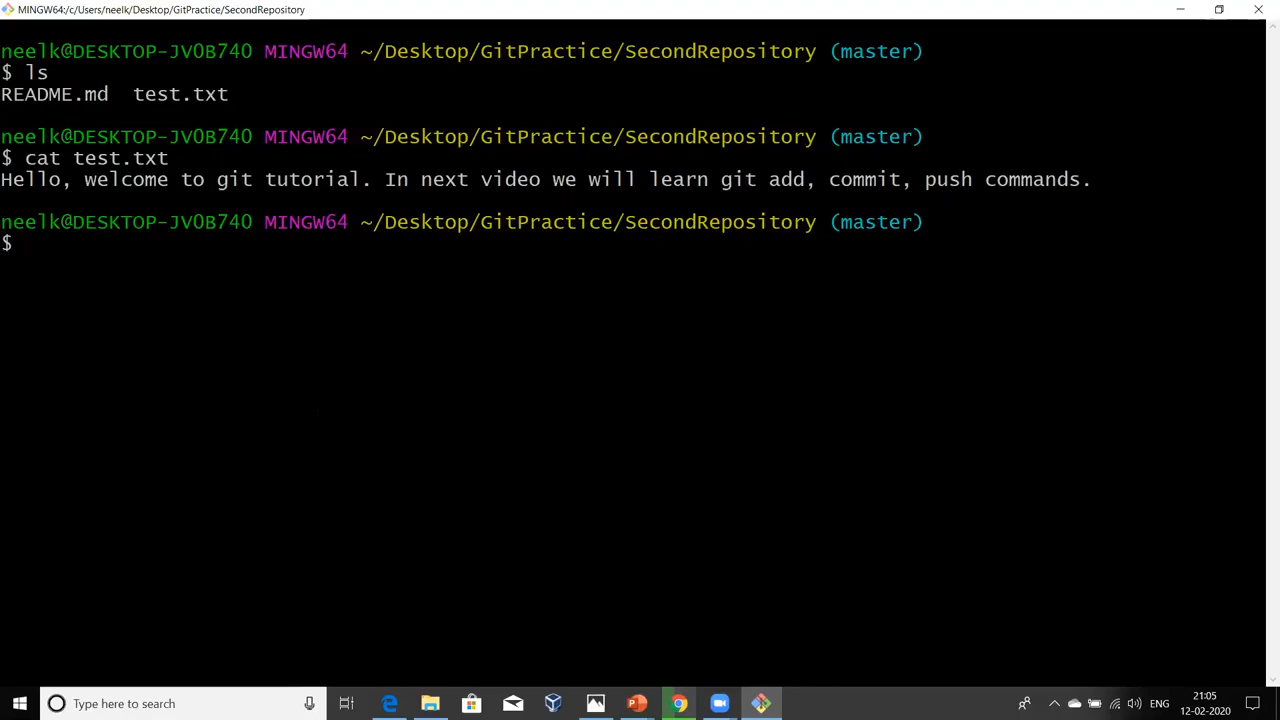 MINGW64:/c/Users/neelk/Desktop/GitPractice/SecondRepository
neelk@DESKTOP-JV0B740 MINGW64 ~/Desktop/GitPractice/SecondRepository (master)
$ ls
README.md  test.txt
neelk@DESKTOP-JV0B740 MINGW64 ~/Desktop/GitPractice/SecondRepository (master)
$ cat test.txt
Hello, welcome to git tutorial. In next video we will learn git add, commit, push commands.
neelk@DESKTOP-JV0B740 MINGW64 ~/Desktop/GitPractice/SecondRepository (master)
$
Type here to search
ENG
21:05
12-02-2020